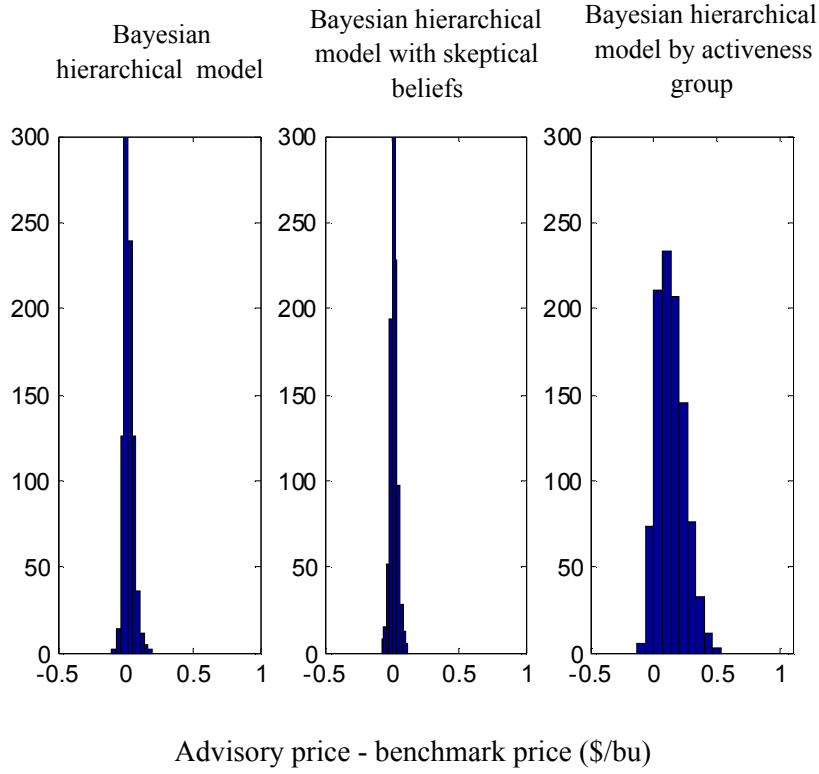 Bayesian
hierarchical model
Bayesian hierarchical
model with skeptical
beliefs
Bayesian hierarchical
model by activeness
group
300
250
200
150
100
50
0
-0.5 0 0.5 1
300
250
200
150
100
50
0
-0.5 0 0.5 1
300
250
200
150
100
50
0
-0.5 0 0.5 1
Advisory price - benchmark price ($/bu)